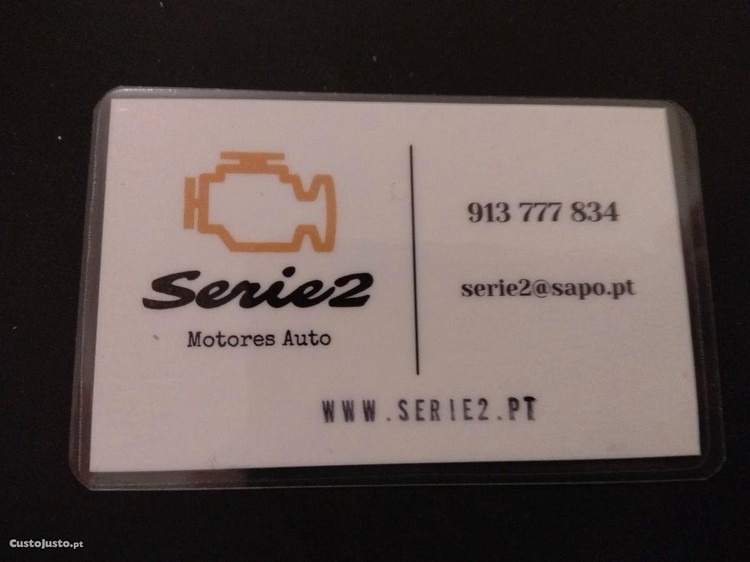 Serie2
Motores Auto
913 777 834
serie2@sapo.pt
WWW.SERIE2.PT
CustoJusto.pt